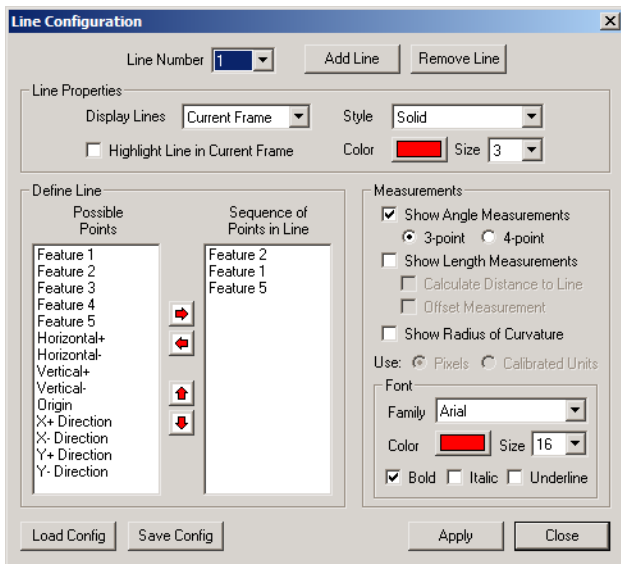 Line Configuration
Line Number 1 Add Line Remove Line
Line Properties
Display Lines Current Frame Style Solid
Highlight Line in Current Frame Color Size 3
Define Line
Possible Points
Feature 1
Feature 2
Feature 3
Feature 4
Feature 5
Horizontal+
Horizontal-
Vertical+
Vertical-
Origin
X+ Direction
X- Direction
Y+ Direction
Y- Direction
Sequence of
Points in Line
Feature 2
Feature 1
Feature 5
Measurements
Show Angle Measurements
3-point 4-point
Show Length Measurements
Calculate Distance to Line
Offset Measurement
Show Radius of Curvature
Use: Pixels Calibrated Units
Font
Family Arial
Color Size 16
Bold Italic Underline
Load Config Save Config Apply Close